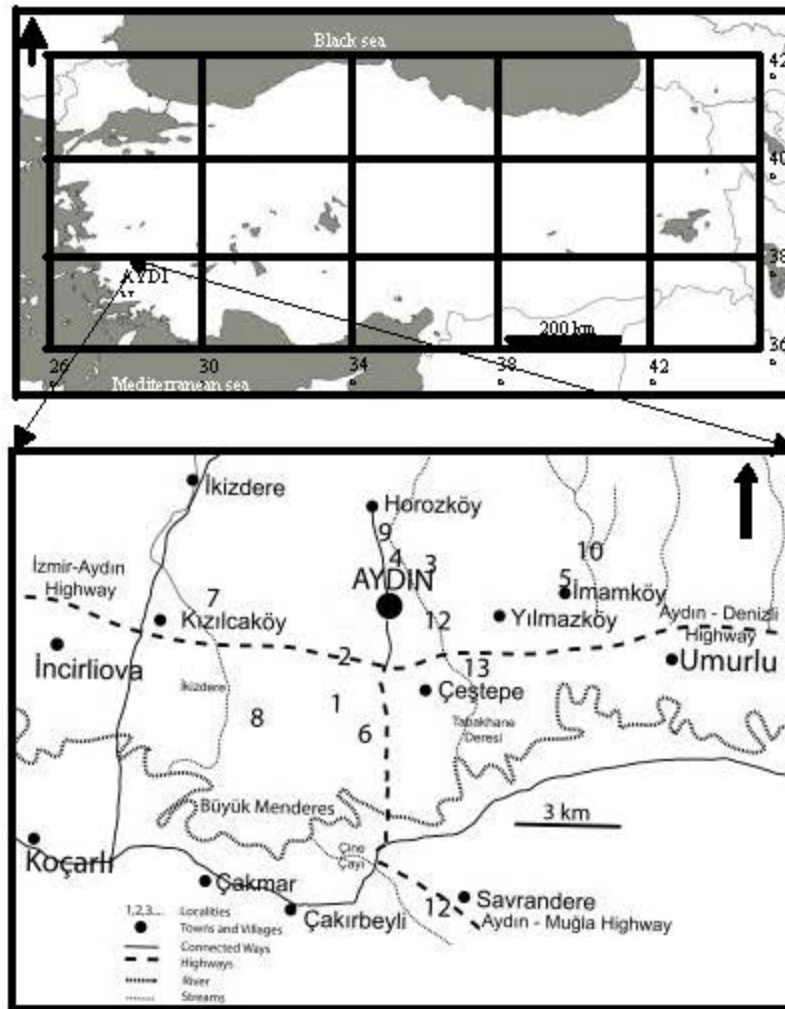 Black sea
42
40
38
AYDI
200 km
36
26
30
34
38
42
Mediterranean sea
İkizdere
Horozköy
9
4
3
10
İzmir-Aydın
Highway
AYDIN
5
İmamköy
7
Kızılcaköy
12
Yılmazköy
Aydın - Denizli
Highway
2
13
Umurlu
İncirliova
İkizdere
1
Çeştepe
8
6
Tabakhane
Deresi
Büyük Menderes
3 km
Koçarlı
Çine
Çayı
Çakmar
12
Savrandere
Çakırbeyli
Aydın - Muğla Highway
1,2,3... Localities
Towns and Villages
Connected Ways
Highways
River
Streams